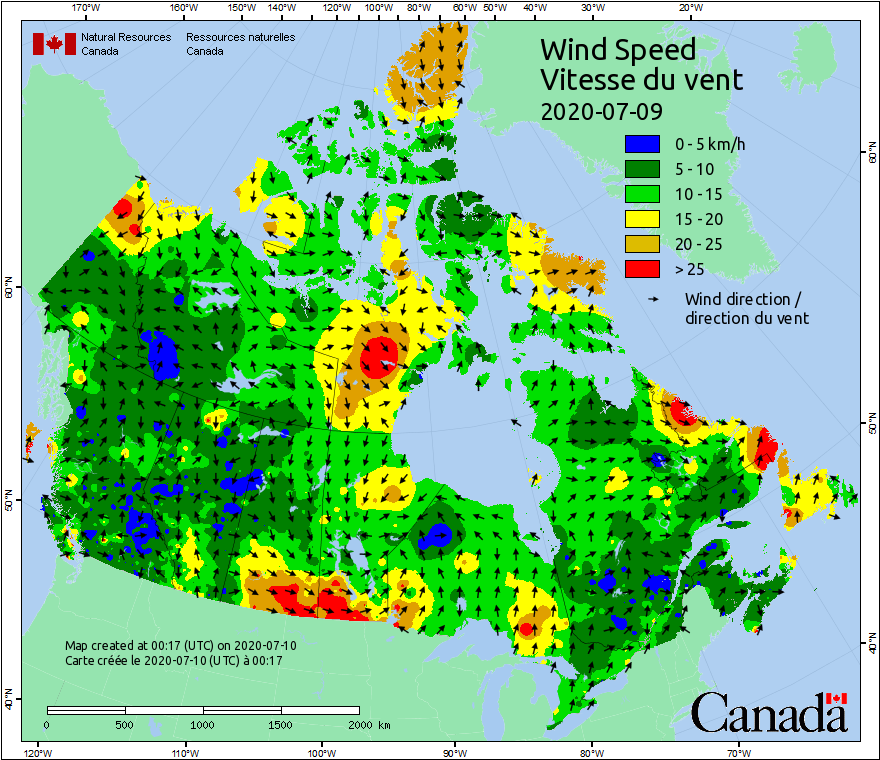 170°W 160°W 150°W 140°W 120°W 100°W 80°W 60°W 50°W 40°W 30°W 20°W
Natural Resources Ressources naturelles
Canada Canada
Wind Speed
Vitesse du vent
2020-07-09
0 - 5 km/h
5 - 10
10 - 15
15 - 20
20 - 25
> 25
Wind direction /
direction du vent
60°N
60°N
50°N
50°N
40°N
40°N
Map created at 00:17 (UTC) on 2020-07-10
Carte créée le 2020-07-10 (UTC) à 00:17
0 500 1000 1500 2000 km
Canada
120°W 110°W 100°W 90°W 80°W 70°W